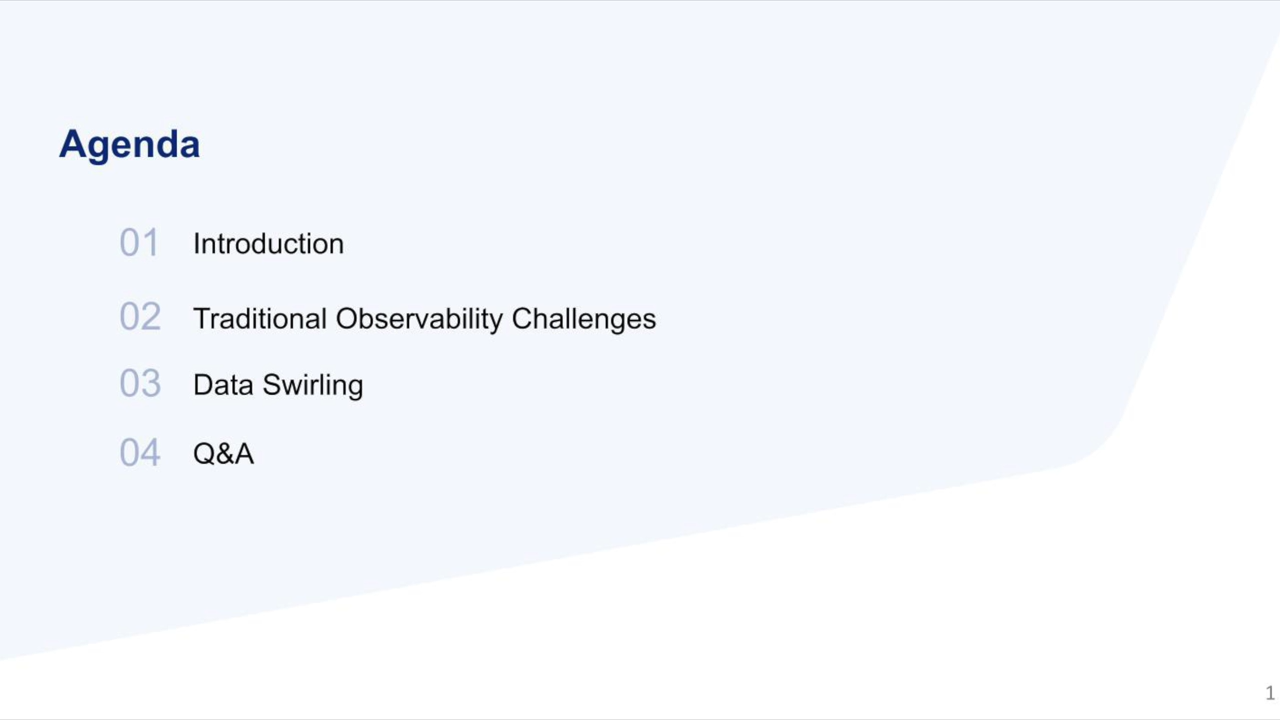 Agenda
01 Introduction
02 Traditional Observability Challenges
03 Data Swirling
04 Q&A
1